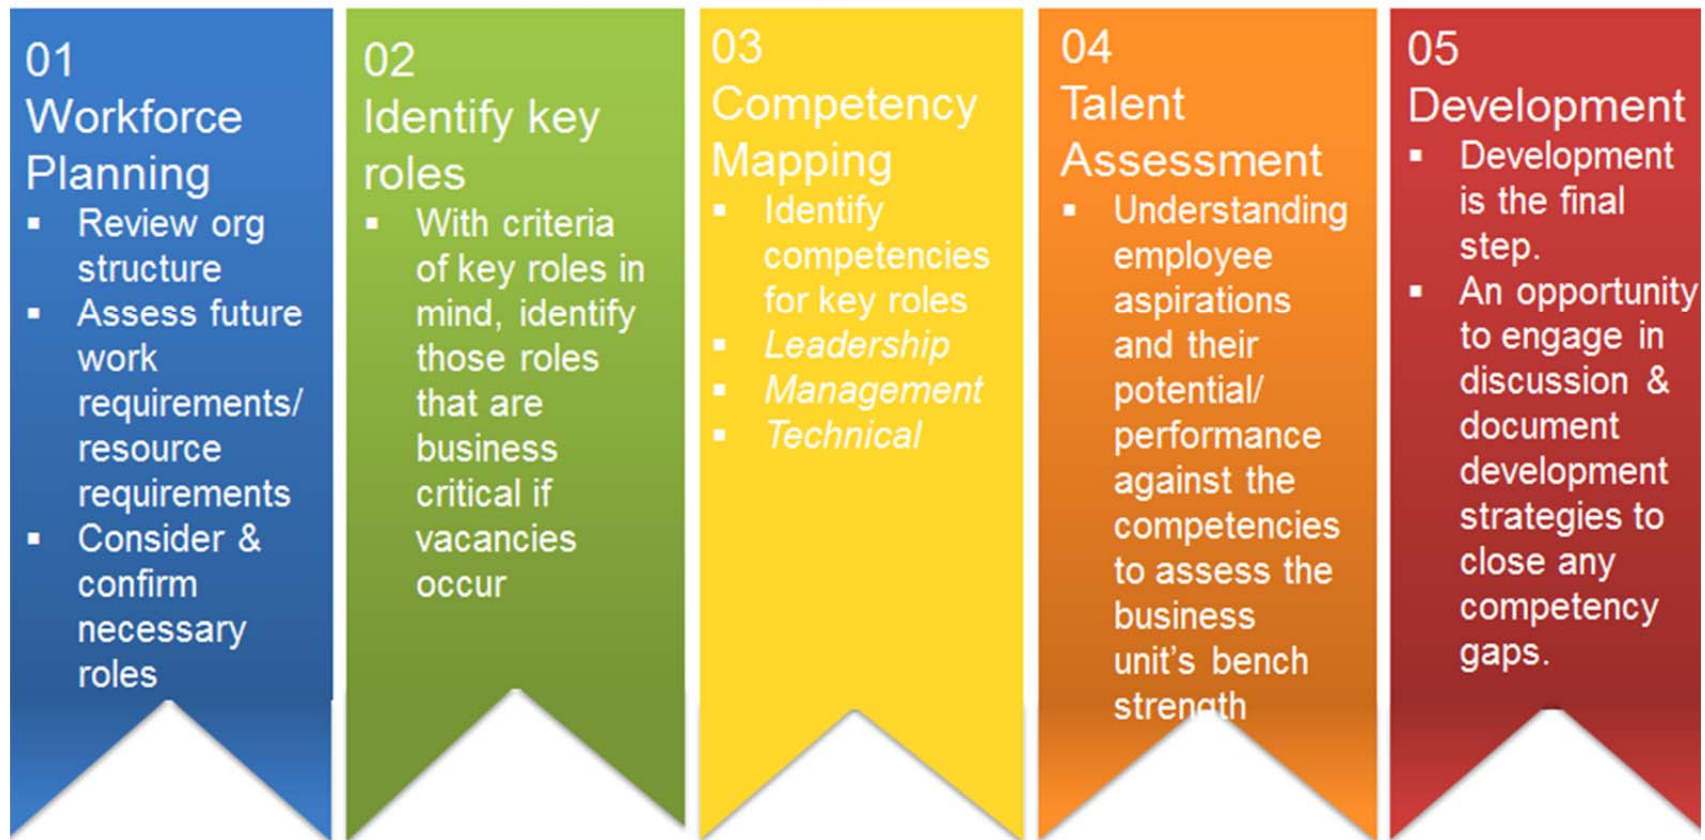 01
Workforce
Planning
▪ Review org
structure
▪ Assess future
work
requirements/
resource
requirements
▪ Consider &
confirm
necessary
roles
02
Identify key
roles
▪ With criteria
of key roles in
mind, identify
those roles
that are
business
critical if
vacancies
occur
03
Competency
Mapping
▪ Identify
competencies
for key roles
▪ Leadership
▪ Management
▪ Technical
04
Talent
Assessment
▪ Understanding
employee
aspirations
and their
potential/
performance
against the
competencies
to assess the
business
unit's bench
strength
05
Development
▪ Development
is the final
step.
▪ An opportunity
to engage in
discussion &
document
development
strategies to
close any
competency
gaps.